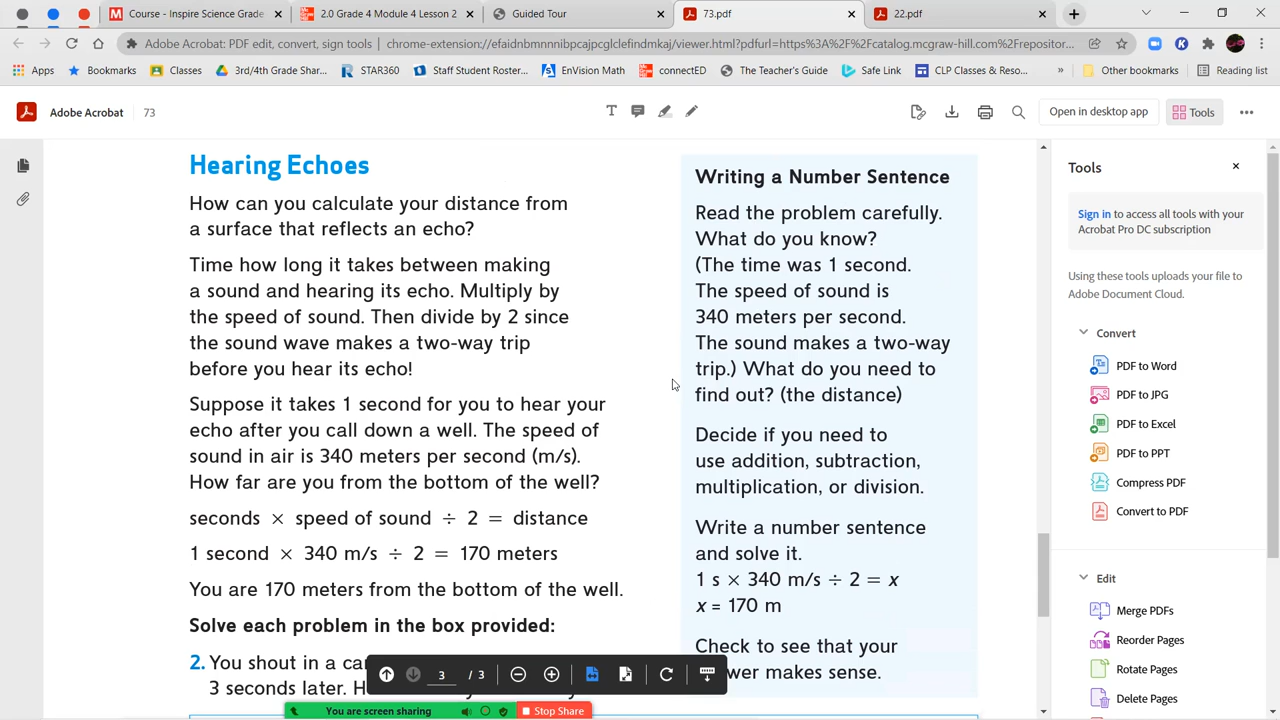 Course - Inspire Science Grade
2.0 Grade 4 Module 4 Lesson 2
Guided Tour
73.pdf
22.pdf
Adobe Acrobat: PDF edit, convert, sign tools | chrome-extension://efaidnbmnnnibpcajpcglclefindmkaj/viewer.html?pdfurl=https%3A%2F%2Fcatalog.mcgraw-hill.com%2Frepositor...
Apps
Bookmarks
Classes
3rd/4th Grade Shar...
STAR360
Staff Student Roster...
EnVision Math
connectED
The Teacher's Guide
Safe Link
CLP Classes & Reso...
»
Other bookmarks
Reading list
Adobe Acrobat
73
Open in desktop app
Tools
Hearing Echoes
How can you calculate your distance from
a surface that reflects an echo?
Time how long it takes between making
a sound and hearing its echo. Multiply by
the speed of sound. Then divide by 2 since
the sound wave makes a two-way trip
before you hear its echo!
Suppose it takes 1 second for you to hear your
echo after you call down a well. The speed of
sound in air is 340 meters per second (m/s).
How far are you from the bottom of the well?
seconds × speed of sound ÷ 2 = distance
1 second × 340 m/s ÷ 2 = 170 meters
You are 170 meters from the bottom of the well.
Solve each problem in the box provided:
2. You shout in a ca
3 seconds later. H
Writing a Number Sentence
Read the problem carefully.
What do you know?
(The time was 1 second.
The speed of sound is
340 meters per second.
The sound makes a two-way
trip.) What do you need to
find out? (the distance)
Decide if you need to
use addition, subtraction,
multiplication, or division.
Write a number sentence
and solve it.
1 s × 340 m/s ÷ 2 = x
x = 170 m
Check to see that your
wer makes sense.
3 / 3
You are screen sharing
Stop Share
Tools
Sign in to access all tools with your
Acrobat Pro DC subscription
Using these tools uploads your file to
Adobe Document Cloud.
Convert
PDF to Word
PDF to JPG
PDF to Excel
PDF to PPT
Compress PDF
Convert to PDF
Edit
Merge PDFs
Reorder Pages
Rotate Pages
Delete Pages